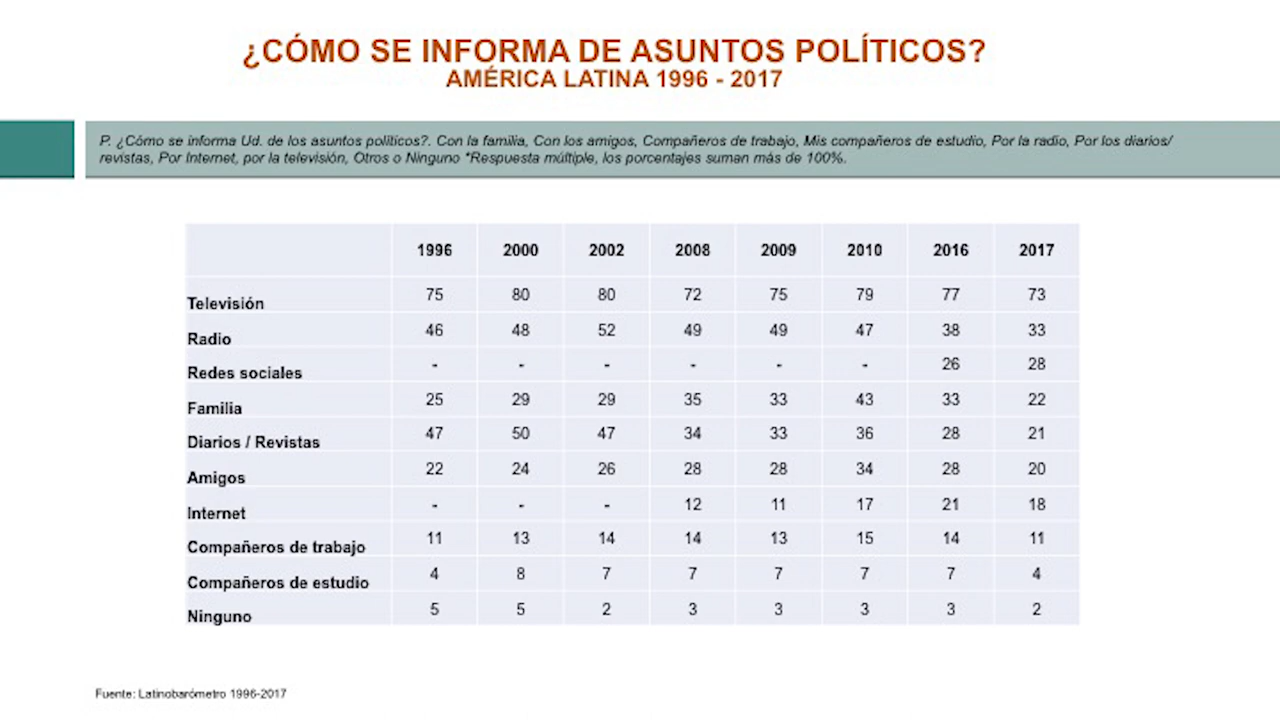 ¿CÓMO SE INFORMA DE ASUNTOS POLÍTICOS?
AMÉRICA LATINA 1996 - 2017
P. ¿Cómo se informa Ud. de los asuntos políticos?. Con la familia, Con los amigos, Compañeros de trabajo, Mis compañeros de estudio, Por la radio, Por los diarios/
revistas, Por Internet, por la televisión, Otros o Ninguno *Respuesta múltiple, los porcentajes suman más de 100%.
1996 2000 2002 2008 2009 2010 2016 2017
Televisión 75 80 80 72 75 79 77 73
Radio 46 48 52 49 49 47 38 33
Redes sociales - - - - - - 26 28
Familia 25 29 29 35 33 43 33 22
Diarios / Revistas 47 50 47 34 33 36 28 21
Amigos 22 24 26 28 28 34 28 20
Internet - - - 12 11 17 21 18
Compañeros de trabajo 11 13 14 14 13 15 14 11
Compañeros de estudio 4 8 7 7 7 7 7 4
Ninguno 5 5 2 3 3 3 3 2
Fuente: Latinobarómetro 1996-2017